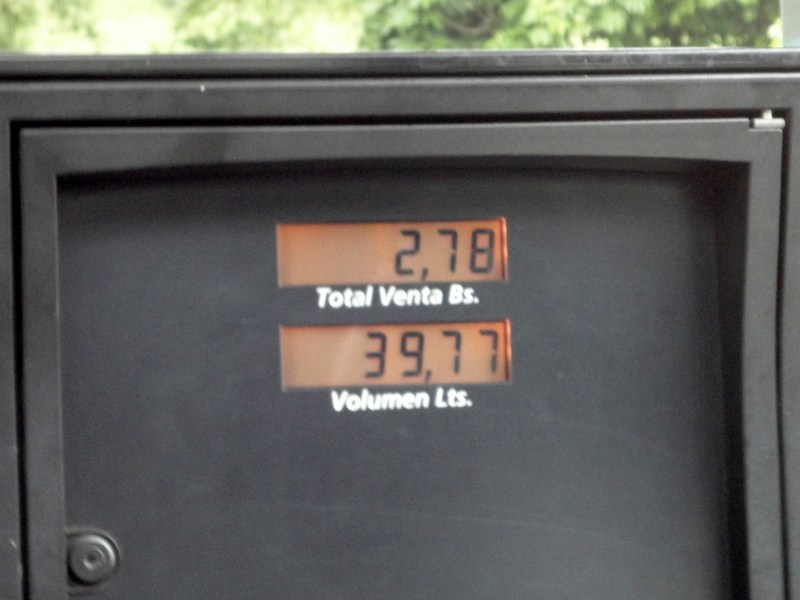 2,78
Total Venta Bs.
39,77
Volumen Lts.